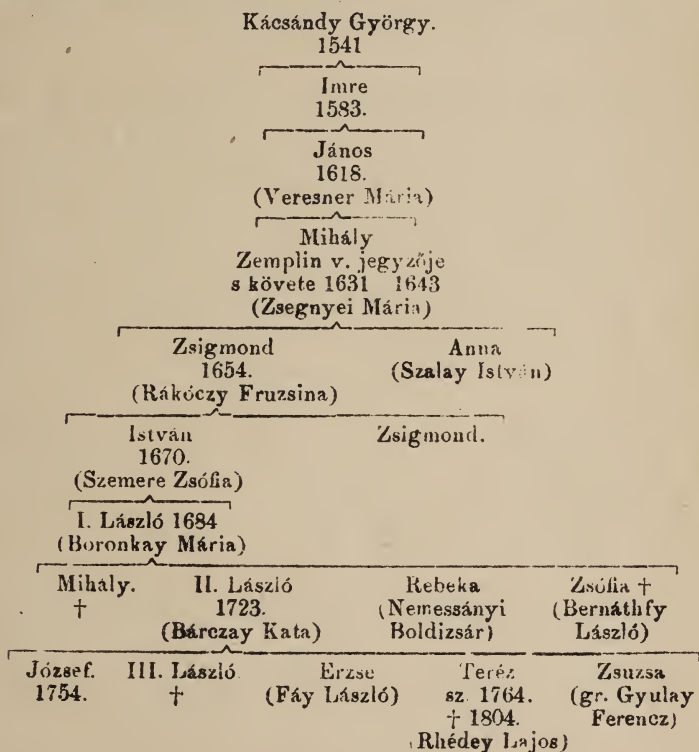 Kácsándy György.
1541
Imre
1583.
János
1618.
(Veresner Mária)
Mihály
Zemplin v. jegyzője
s követe 1631 1643
(Zsegnyei Mária)
Zsigmond Anna
1654. (Szalay István)
(Rákóczy Fruzsina)
István Zsigmond.
1670.
(Szemere Zsófia)
I. László 1684
(Boronkay Mária)
Mihály. II. László Rebeka Zsófia †
† 1723. (Nemessányi (Bernáthfy
(Bárczay Kata) Boldizsár) László)
József. III. László Erzse Teréz Zsuzsa
1754. † (Fáy László) sz. 1764. (gr. Gyulay
† 1804. Ferencz)
(Rhédey Lajos)